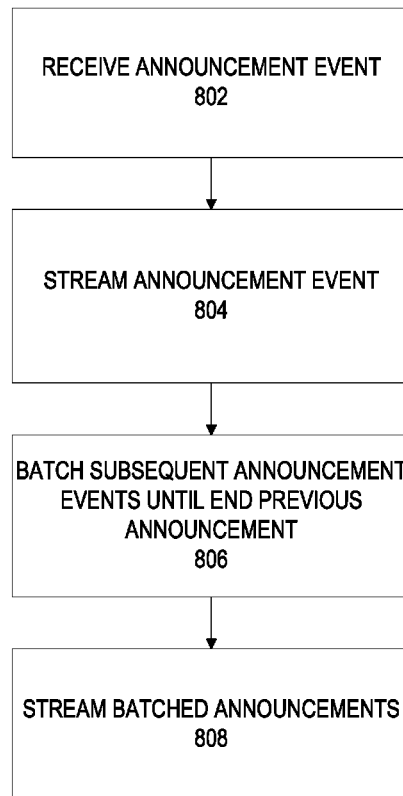 RECEIVE ANNOUNCEMENT EVENT
802
STREAM ANNOUNCEMENT EVENT
804
BATCH SUBSEQUENT ANNOUNCEMENT
EVENTS UNTIL END PREVIOUS
ANNOUNCEMENT
806
STREAM BATCHED ANNOUNCEMENTS
808